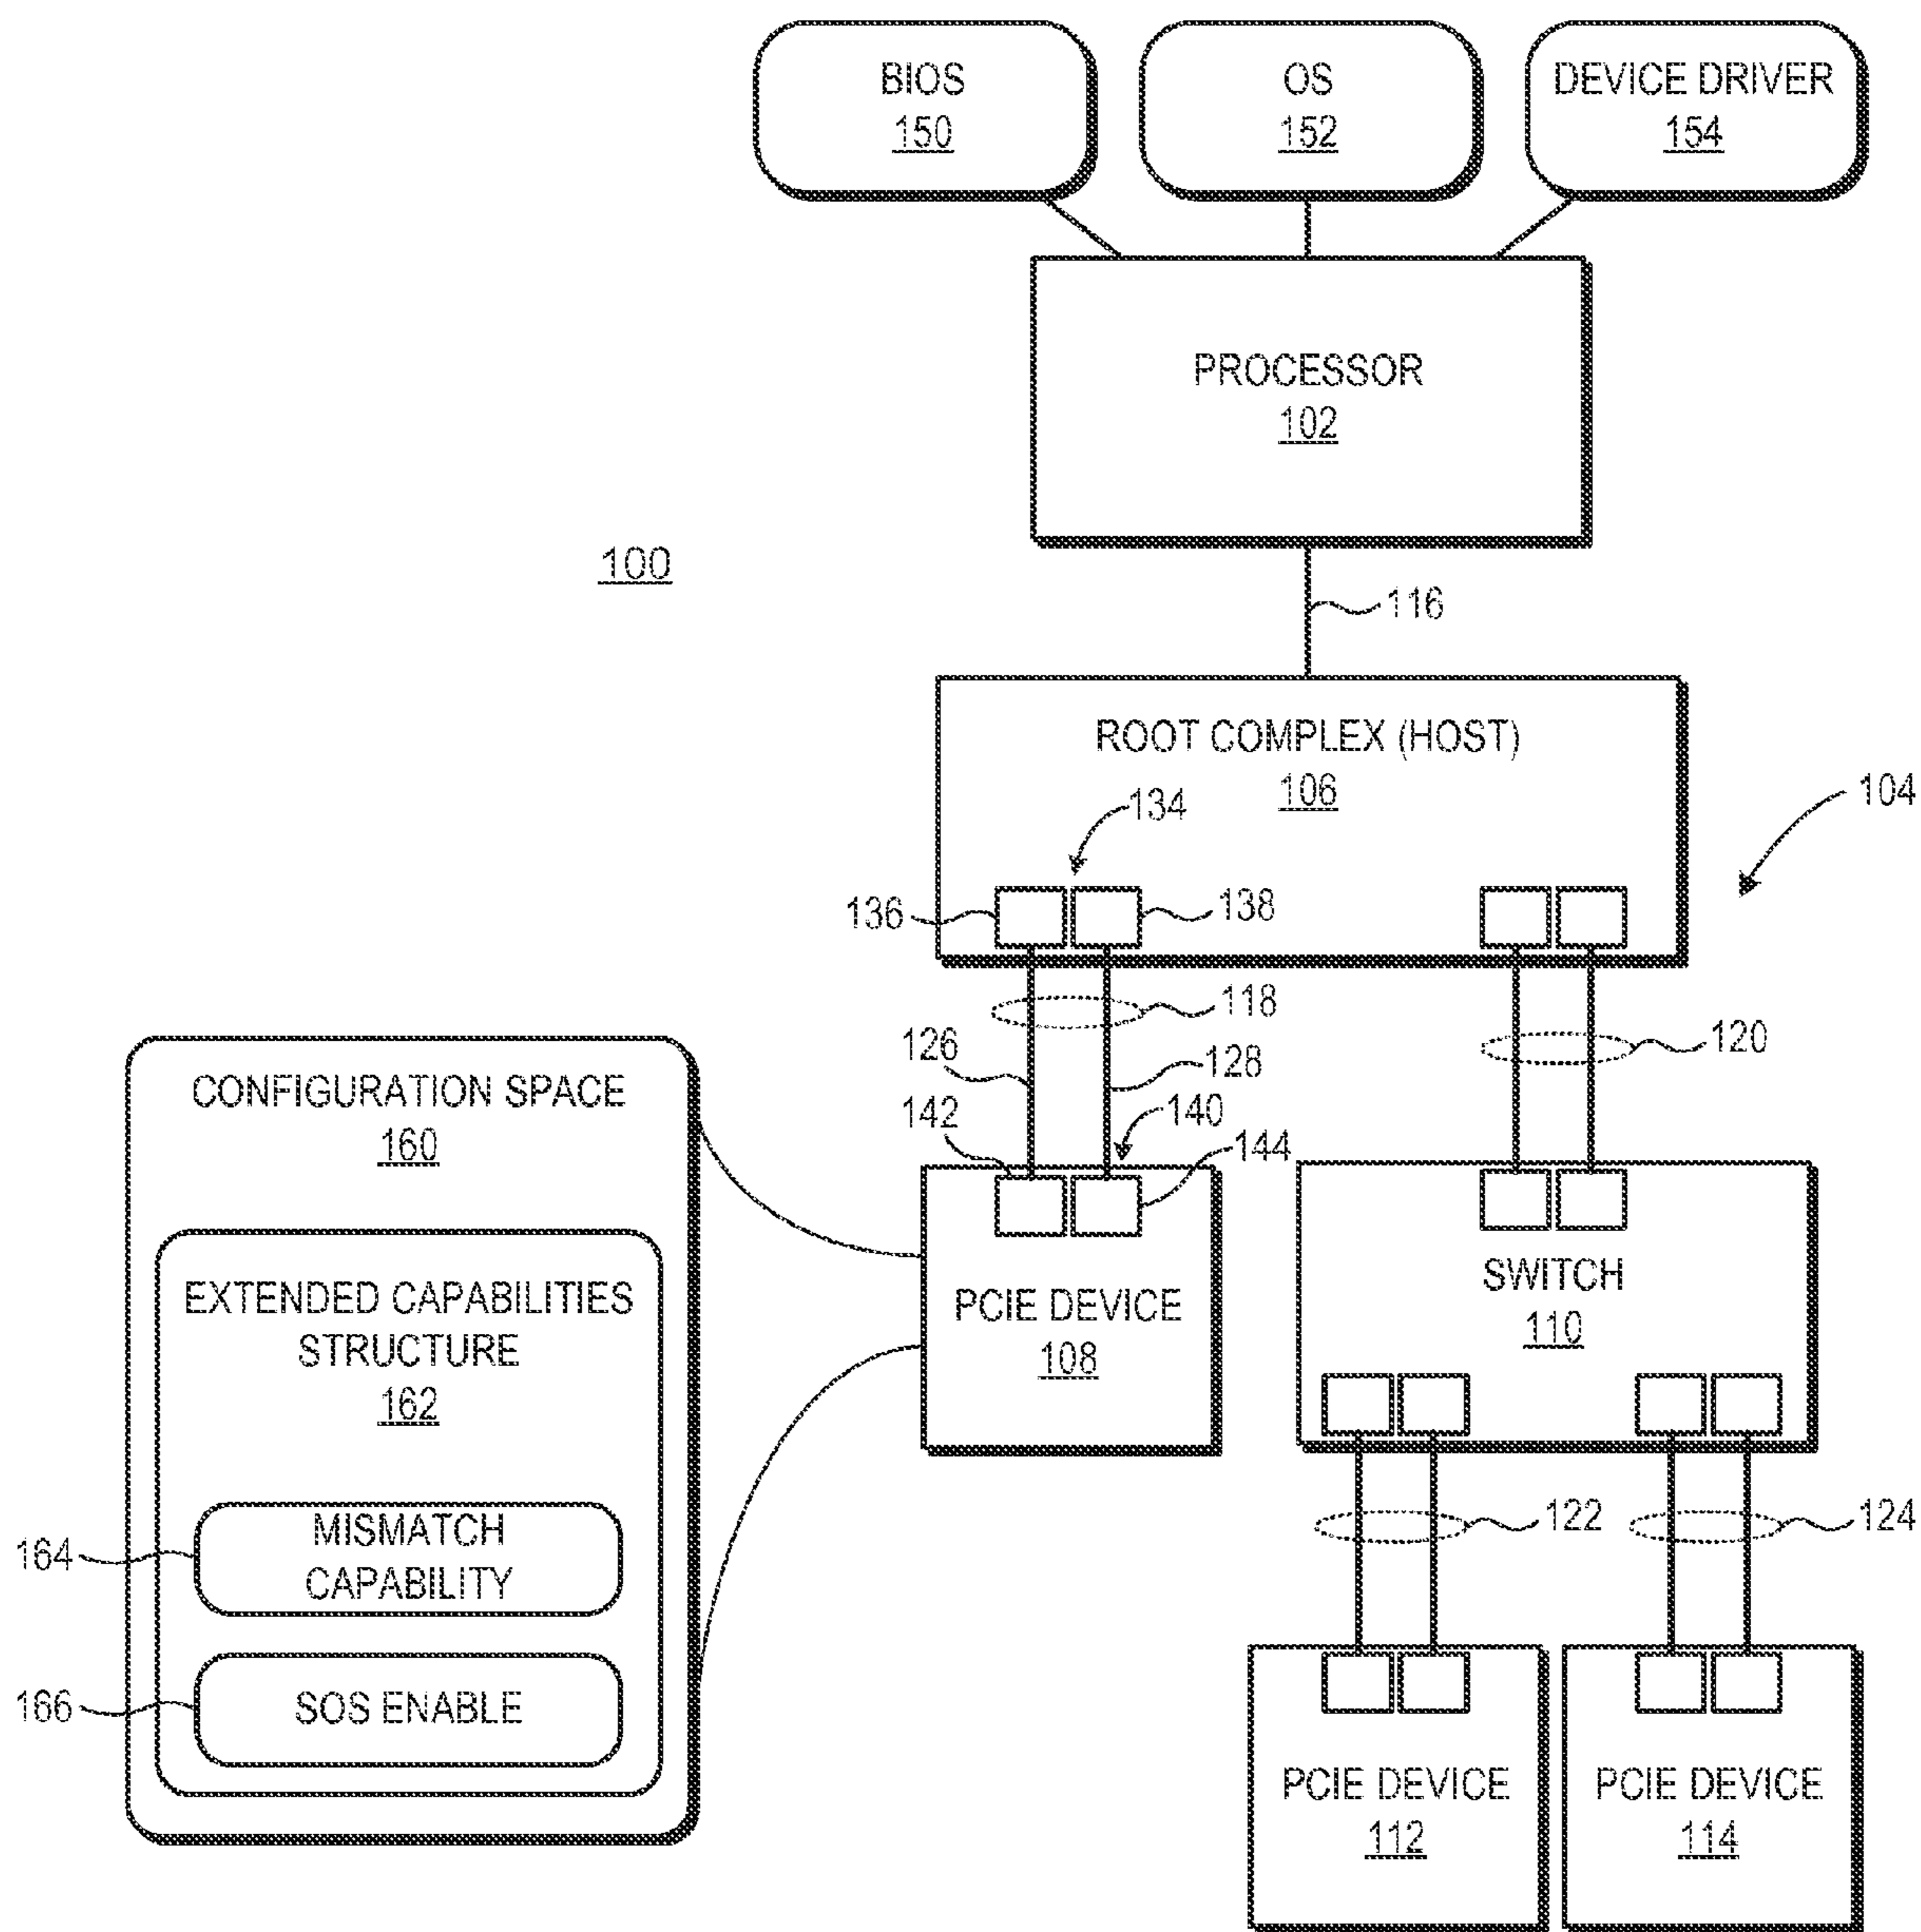 BIOS
150
OS
152
DEVICE DRIVER
154
PROCESSOR
102
100
116
ROOT COMPLEX (HOST)
106
134
104
136
138
118
120
126
128
142
140
144
CONFIGURATION SPACE
160
EXTENDED CAPABILITIES
STRUCTURE
162
MISMATCH
CAPABILITY
164
SOS ENABLE
166
PCIE DEVICE
108
SWITCH
110
122
124
PCIE DEVICE
112
PCIE DEVICE
114